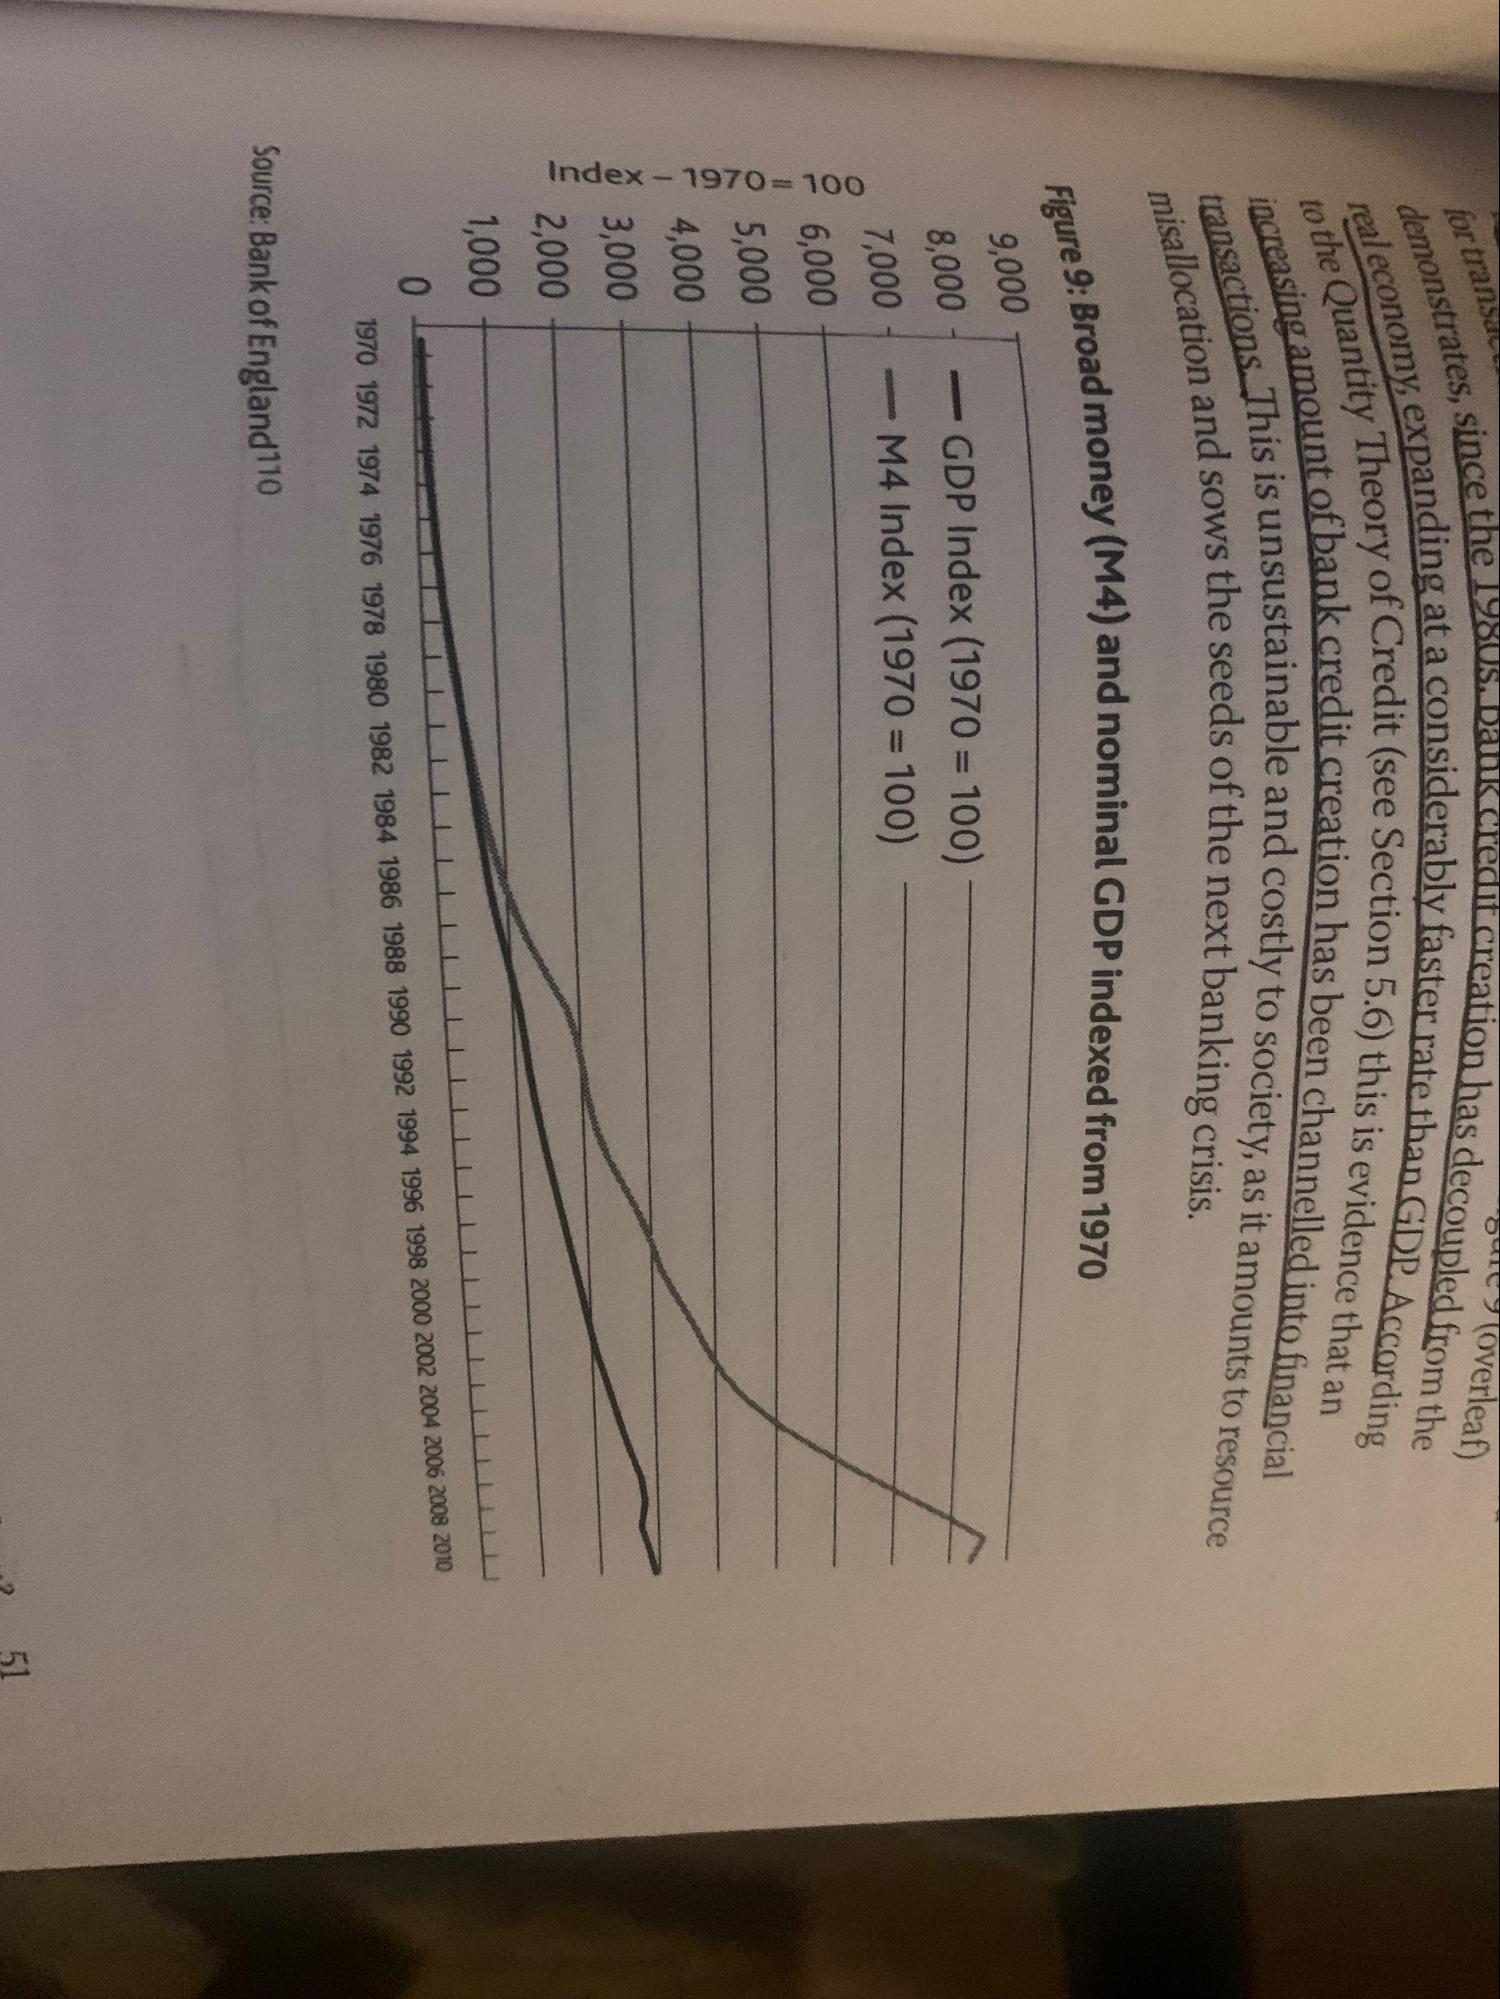 for
demonstrates, since the 1980s, bank credit creation has decoupled from the
(overleaf)
real economy, expanding at a considerably faster rate than GDP. According
to the Quantity Theory of Credit (see Section 5.6) this is evidence that an
increasing amount of bank credit creation has been channelled into financial
transactions. This is unsustainable and costly to society, as it amounts to resource
misallocation and sows the seeds of the next banking crisis.
Figure 9: Broad money (M4) and nominal GDP indexed from 1970
9,000
8,000
7,000
6,000
5,000
4,000
3,000
2,000
1,000
0
Index – 1970 = 100
GDP Index (1970 = 100)
M4 Index (1970 = 100)
1970 1972 1974 1976 1978 1980 1982 1984 1986 1988 1990 1992 1994 1996 1998 2000 2002 2004 2006 2008 2010
Source: Bank of England110
51